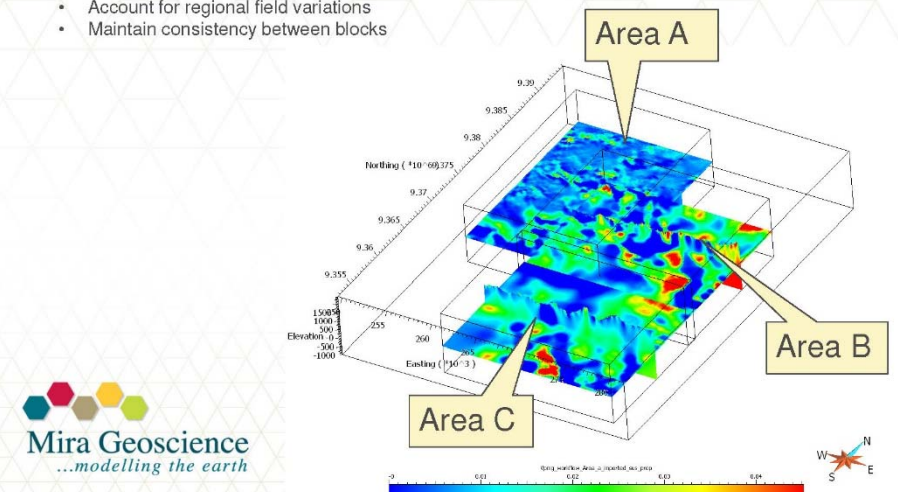 • Account for regional field variations
• Maintain consistency between blocks
Area A
9.39
9.385
9.38
Northing ( *10^6)
9.375
9.37
9.365
9.36
9.355
1000
500
Elevation 0
-500
-1000
255
260
265
Easting ( *10^3 )
Area B
Area C
Mira Geoscience
...modelling the earth
N
W
E
S
0.01
0.02
0.03
0.04